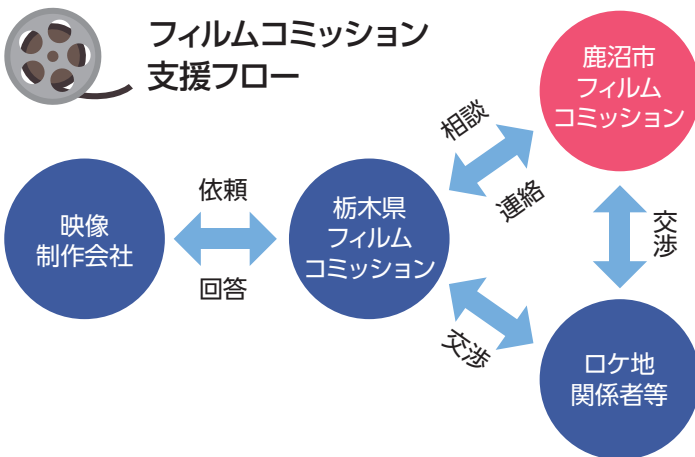 フィルムコミッション
支援フロー
鹿沼市
フィルム
コミッション
相談
連絡
依頼
回答
映像
制作会社
栃木県
フィルム
コミッション
交渉
交渉
ロケ地
関係者等